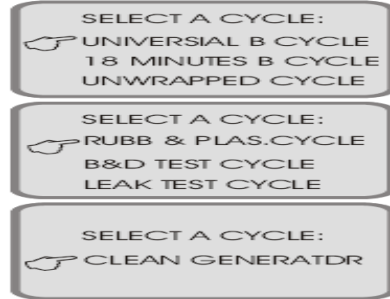 SELECT A CYCLE:
UNIVERSIAL B CYCLE
18 MINUTES B CYCLE
UNWRAPPED CYCLE
SELECT A CYCLE:
RUBB & PLAS.CYCLE
B&D TEST CYCLE
LEAK TEST CYCLE
SELECT A CYCLE:
CLEAN GENERATDR